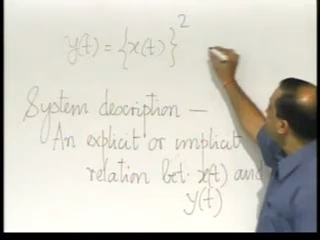 y(t) = {x(t)}²
System description —
An explicit or implicit
relation bet. x(t) and
y(t)